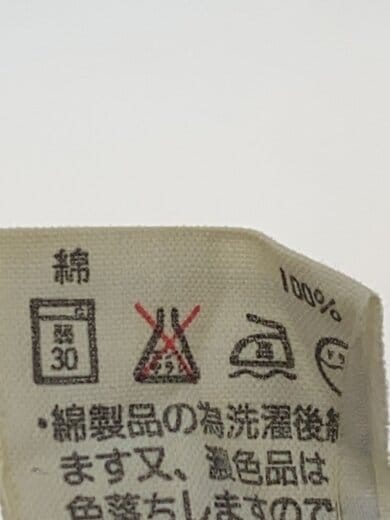 綿 100%
弱
30
・綿製品の為洗濯後
ます又、濃色品は
色落ちしますので